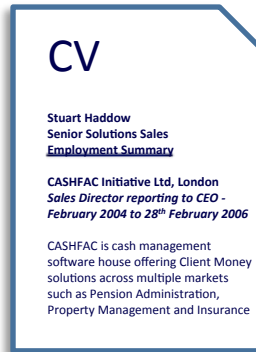 CV
Stuart Haddow
Senior Solutions Sales
Employment Summary
CASHFAC Initiative Ltd, London
Sales Director reporting to CEO -
February 2004 to 28th February 2006
CASHFAC is cash management
software house offering Client Money
solutions across multiple markets
such as Pension Administration,
Property Management and Insurance